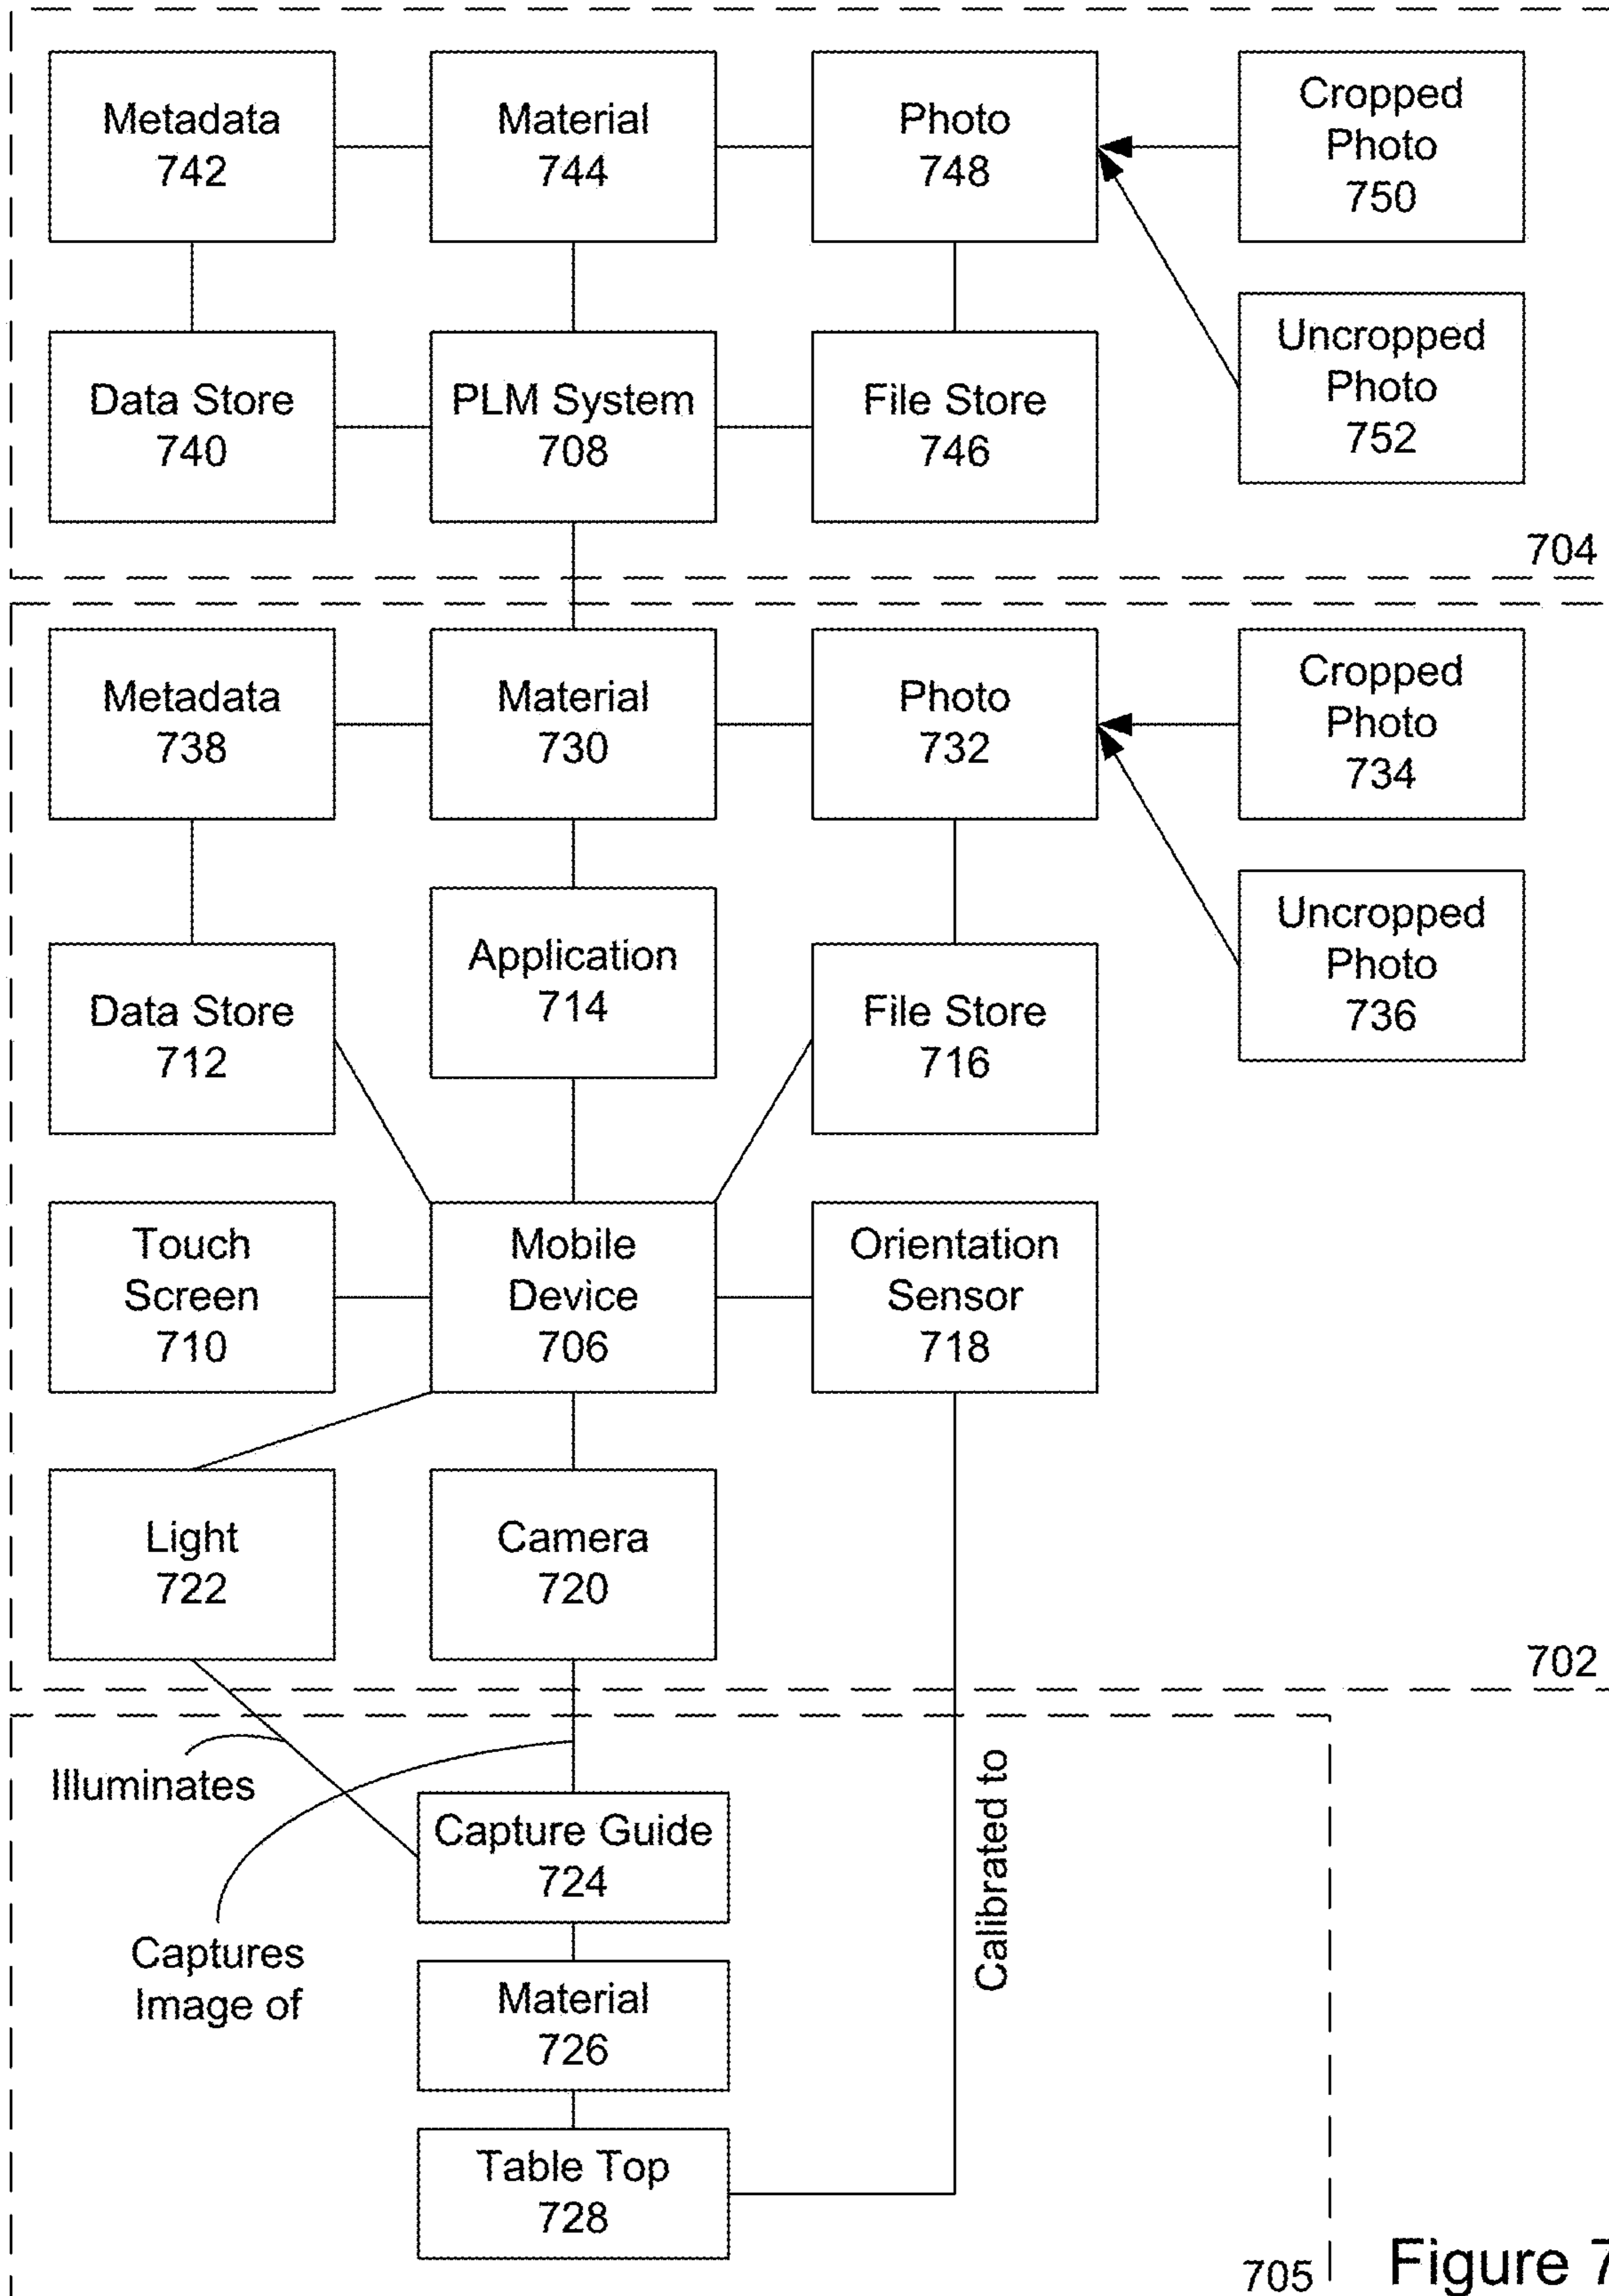 Metadata
742
Material
744
Photo
748
Cropped
Photo
750
Data Store
740
PLM System
708
File Store
746
Uncropped
Photo
752
704
Metadata
738
Material
730
Photo
732
Cropped
Photo
734
Data Store
712
Application
714
File Store
716
Uncropped
Photo
736
Touch
Screen
710
Mobile
Device
706
Orientation
Sensor
718
Light
722
Camera
720
702
Illuminates
Captures
Image of
Capture Guide
724
Material
726
Table Top
728
Calibrated to
705
Figure 7